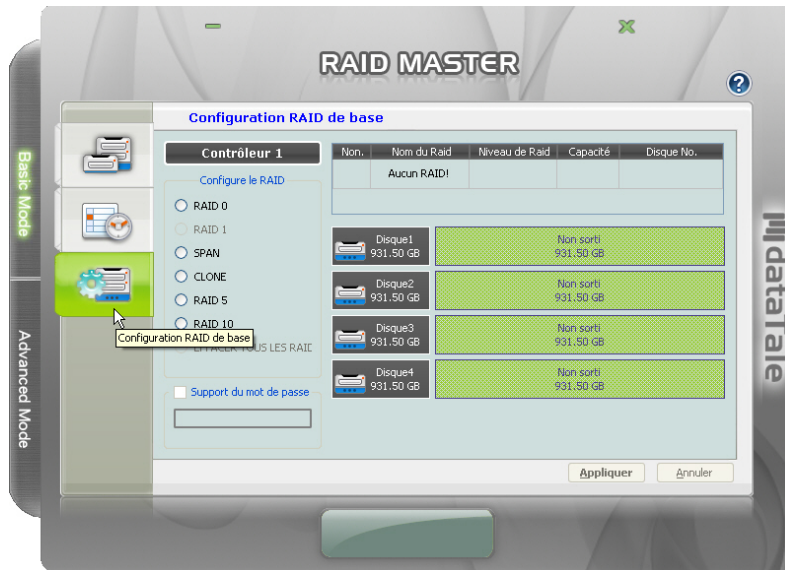 RAID MASTER
?
Configuration RAID de base
Basic Mode
Advanced Mode
Contrôleur 1
Configure le RAID
RAID 0
RAID 1
SPAN
CLONE
RAID 5
RAID 10
Configuration RAID de base
EFFACER TOUS LES RAID
Support du mot de passe
Non. Nom du Raid Niveau de Raid Capacité Disque No.
Aucun RAID!
Disque1
931.50 GB
Non sorti
931.50 GB
Disque2
931.50 GB
Non sorti
931.50 GB
Disque3
931.50 GB
Non sorti
931.50 GB
Disque4
931.50 GB
Non sorti
931.50 GB
Appliquer
Annuler
dataTale